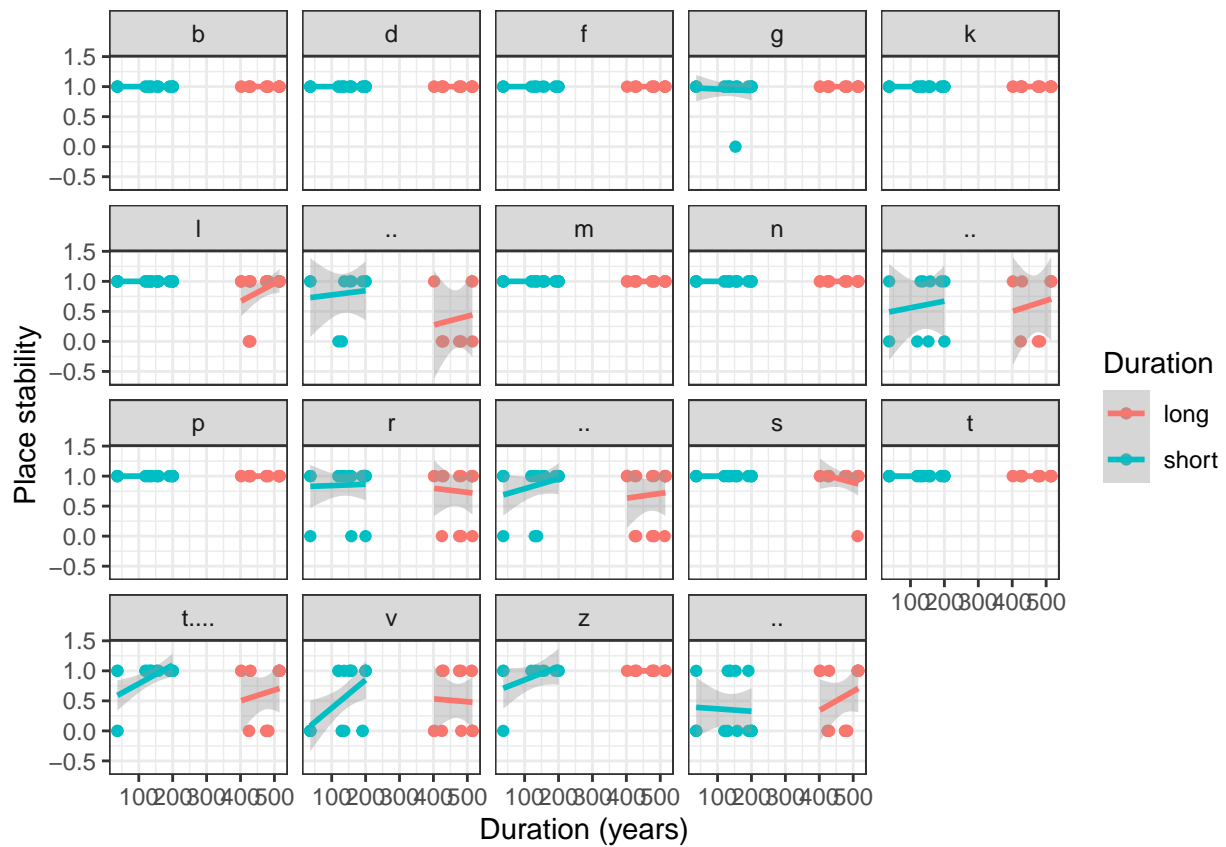 b d f g k
1.5
1.0
0.5
0.0
−0.5
l .. m n ..
1.5
1.0
0.5
0.0
−0.5
p r .. s t
1.5
1.0
0.5
0.0
−0.5
100 200 300 400 500
t.... v z ..
1.5
1.0
0.5
0.0
−0.5
100 200 300 400 500 100 200 300 400 500 100 200 300 400 500 100 200 300 400 500
Duration (years)
Place stability
Duration
long
short